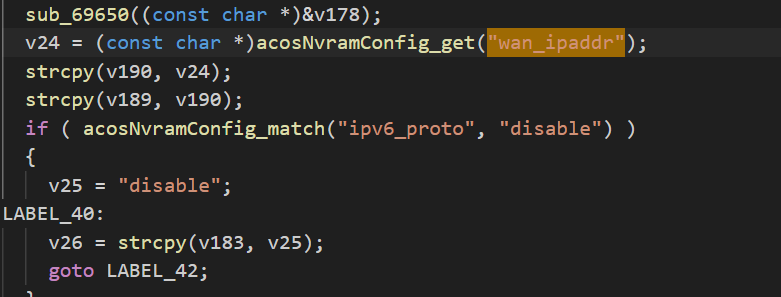 sub_69650((const char *)&v178);
v24 = (const char *)acosNvramConfig_get("wan_ipaddr");
strcpy(v190, v24);
strcpy(v189, v190);
if ( acosNvramConfig_match("ipv6_proto", "disable") )
{
v25 = "disable";
LABEL_40:
v26 = strcpy(v183, v25);
goto LABEL_42;
}